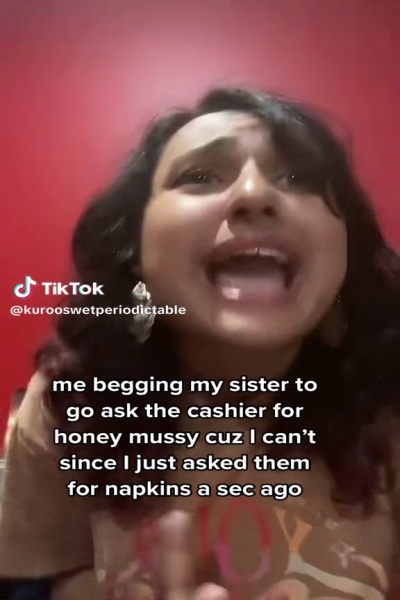 TikTok
@kurooswetperiodictable
me begging my sister to
go ask the cashier for
honey mussy cuz I can't
since I just asked them
for napkins a sec ago